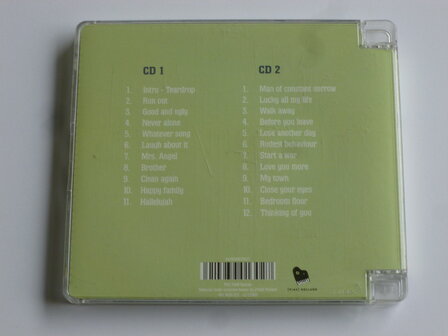 CD 1
1. Intro - Teardrop
2. Run out
3. Good and ugly
4. Never alone
5. Whatever song
6. Laugh about it
7. Mrs. Angel
8. Brother
9. Clean again
10. Happy family
11. Hallelujah
CD 2
1. Man of constant sorrow
2. Lucky all my life
3. Walk away
4. Before you leave
5. Lose another day
6. Rudest behaviour
7. Start a war
8. Love you more
9. My town
10. Close your eyes
11. Bedroom floor
12. Thinking of you